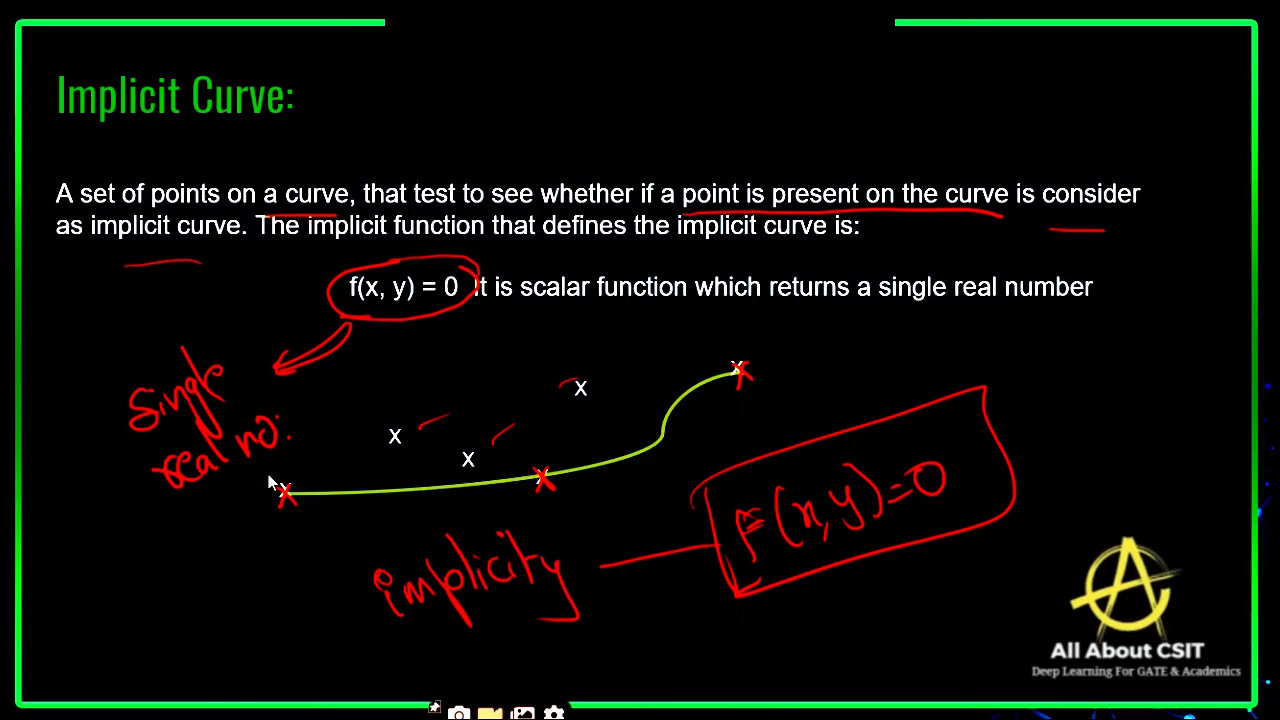 Implicit Curve:
A set of points on a curve, that test to see whether if a point is present on the curve is consider
as implicit curve. The implicit function that defines the implicit curve is:
f(x, y) = 0 It is scalar function which returns a single real number
Single
real no.
x
x
x
x
x
x
F(x,y)=0
implicity
All About CSIT
Deep Learning For GATE & Academics